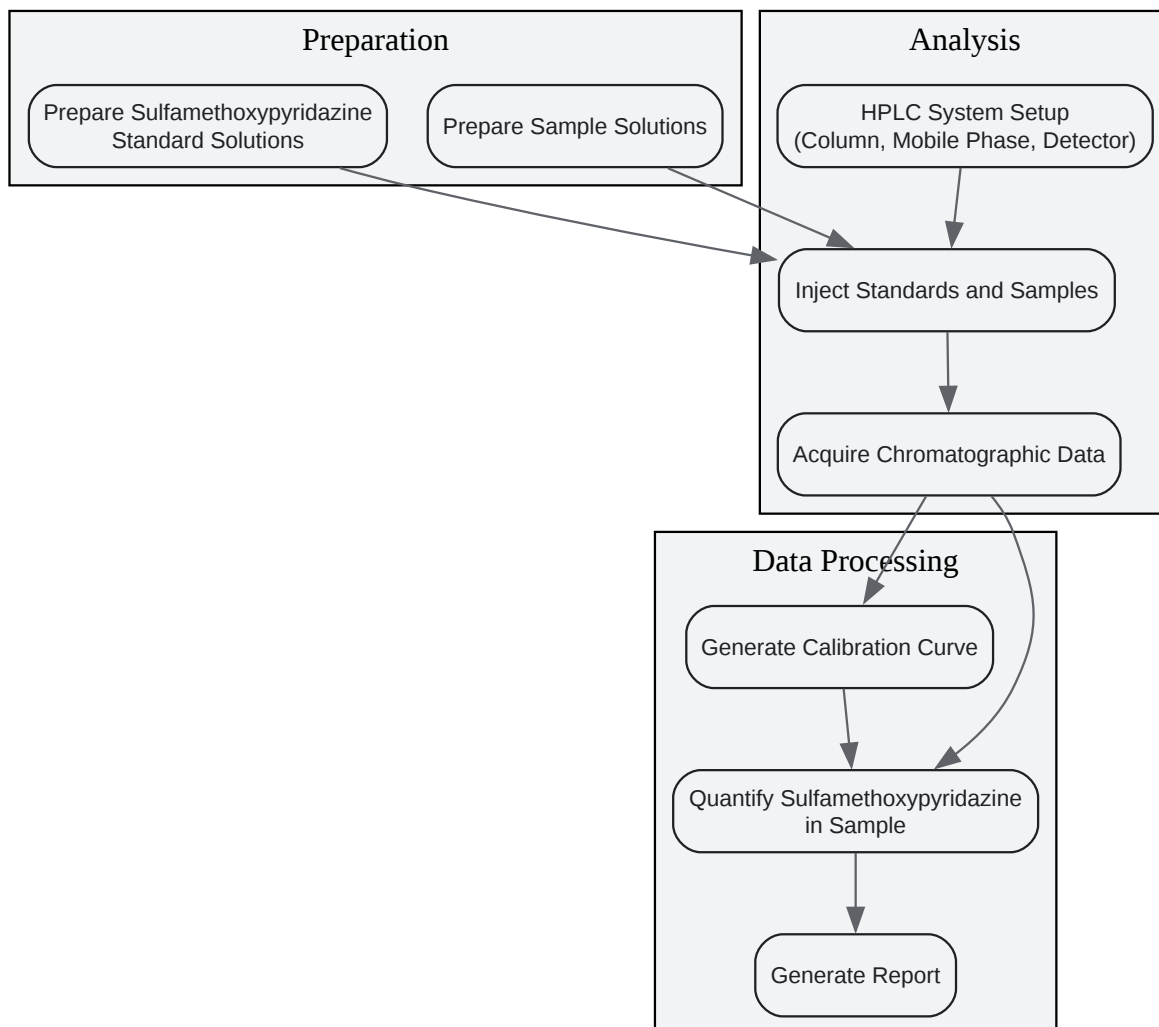 Preparation
Prepare Sulfamethoxypyridazine
Standard Solutions
Prepare Sample Solutions
Analysis
HPLC System Setup
(Column, Mobile Phase, Detector)
Inject Standards and Samples
Acquire Chromatographic Data
Data Processing
Generate Calibration Curve
Quantify Sulfamethoxypyridazine
in Sample
Generate Report